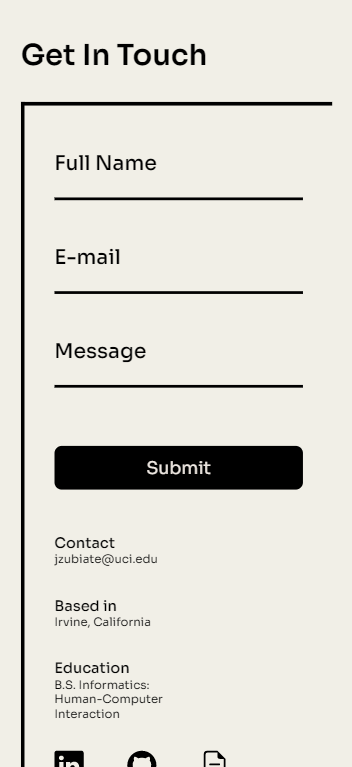 Get In Touch
Full Name
E-mail
Message
Submit
Contact
jzubiate@uci.edu
Based in
Irvine, California
Education
B.S. Informatics:
Human-Computer
Interaction
in